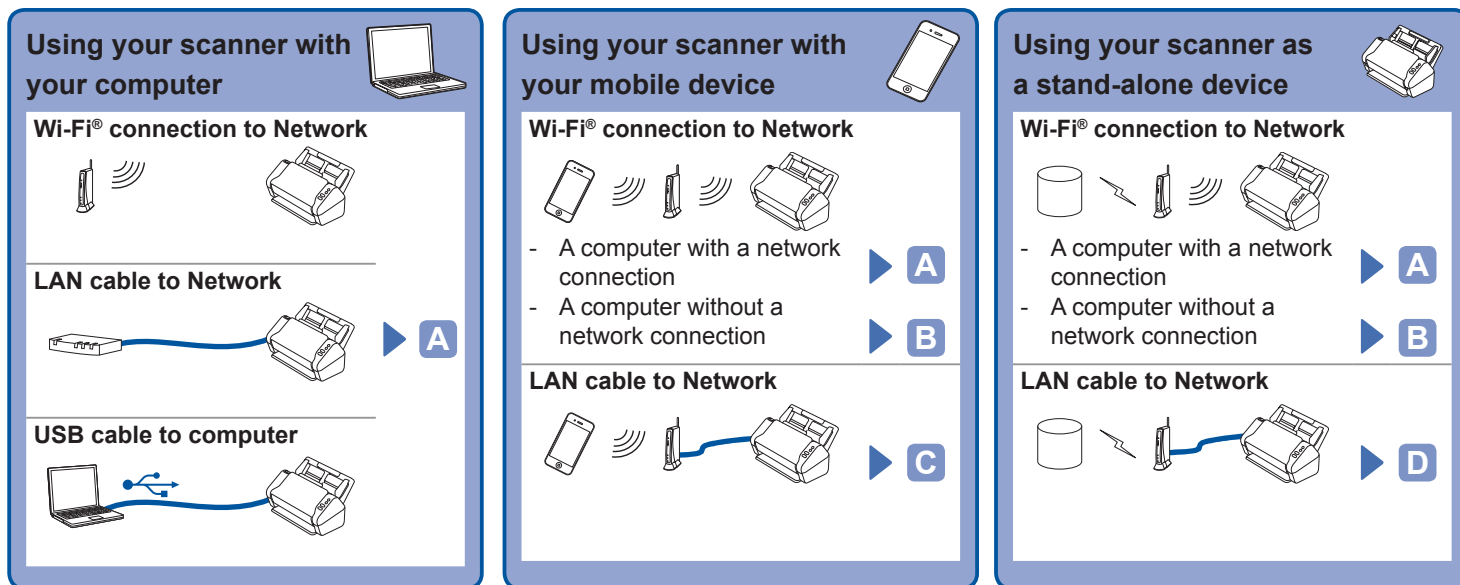 Using your scanner with
your computer
Wi-Fi® connection to Network
LAN cable to Network
A
USB cable to computer
Using your scanner with
your mobile device
Wi-Fi® connection to Network
- A computer with a network
connection
A
- A computer without a
network connection
B
LAN cable to Network
C
Using your scanner as
a stand-alone device
Wi-Fi® connection to Network
- A computer with a network
connection
A
- A computer without a
network connection
B
LAN cable to Network
D